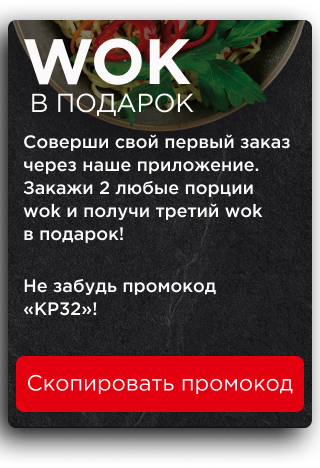 WOK
В ПОДАРОК
Соверши свой первый заказ
через наше приложение.
Закажи 2 любые порции
wok и получи третий wok
в подарок!
Не забудь промокод
«КР32»!
Скопировать промокод